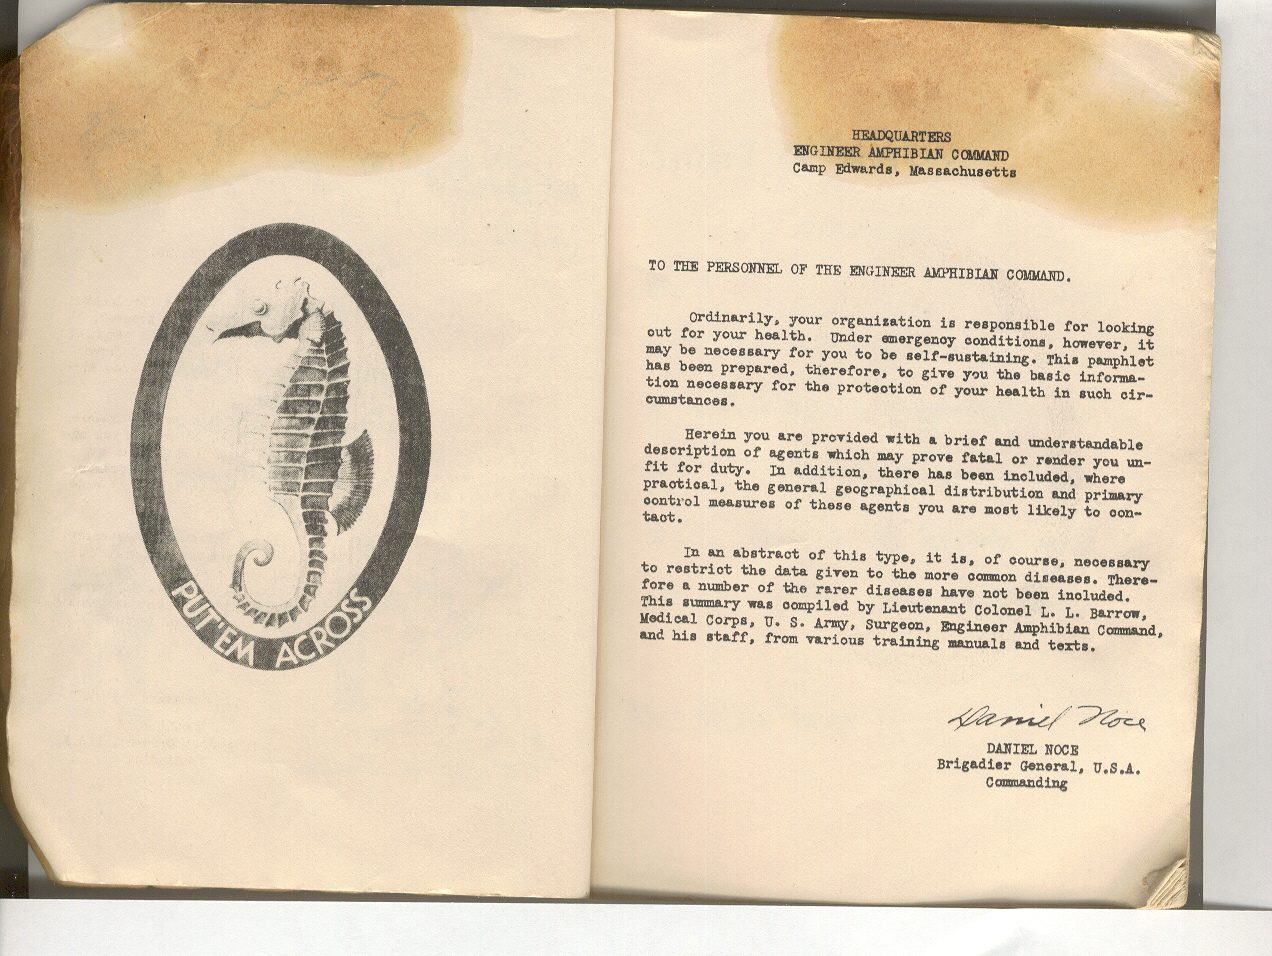 PUT 'EM ACROSS
HEADQUARTERS
ENGINEER AMPHIBIAN COMMAND
Camp Edwards, Massachusetts
TO THE PERSONNEL OF THE ENGINEER AMPHIBIAN COMMAND.
Ordinarily, your organization is responsible for looking
out for your health. Under emergency conditions, however, it
may be necessary for you to be self-sustaining. This pamphlet
has been prepared, therefore, to give you the basic informa-
tion necessary for the protection of your health in such cir-
cumstances.
Herein you are provided with a brief and understandable
description of agents which may prove fatal or render you un-
fit for duty. In addition, there has been included, where
practical, the general geographical distribution and primary
control measures of these agents you are most likely to con-
tact.
In an abstract of this type, it is, of course, necessary
to restrict the data given to the more common diseases. There-
fore a number of the rarer diseases have not been included.
This summary was compiled by Lieutenant Colonel L. L. Barrow,
Medical Corps, U. S. Army, Surgeon, Engineer Amphibian Command,
and his staff, from various training manuals and texts.
Daniel Noce
DANIEL NOCE
Brigadier General, U.S.A.
Commanding